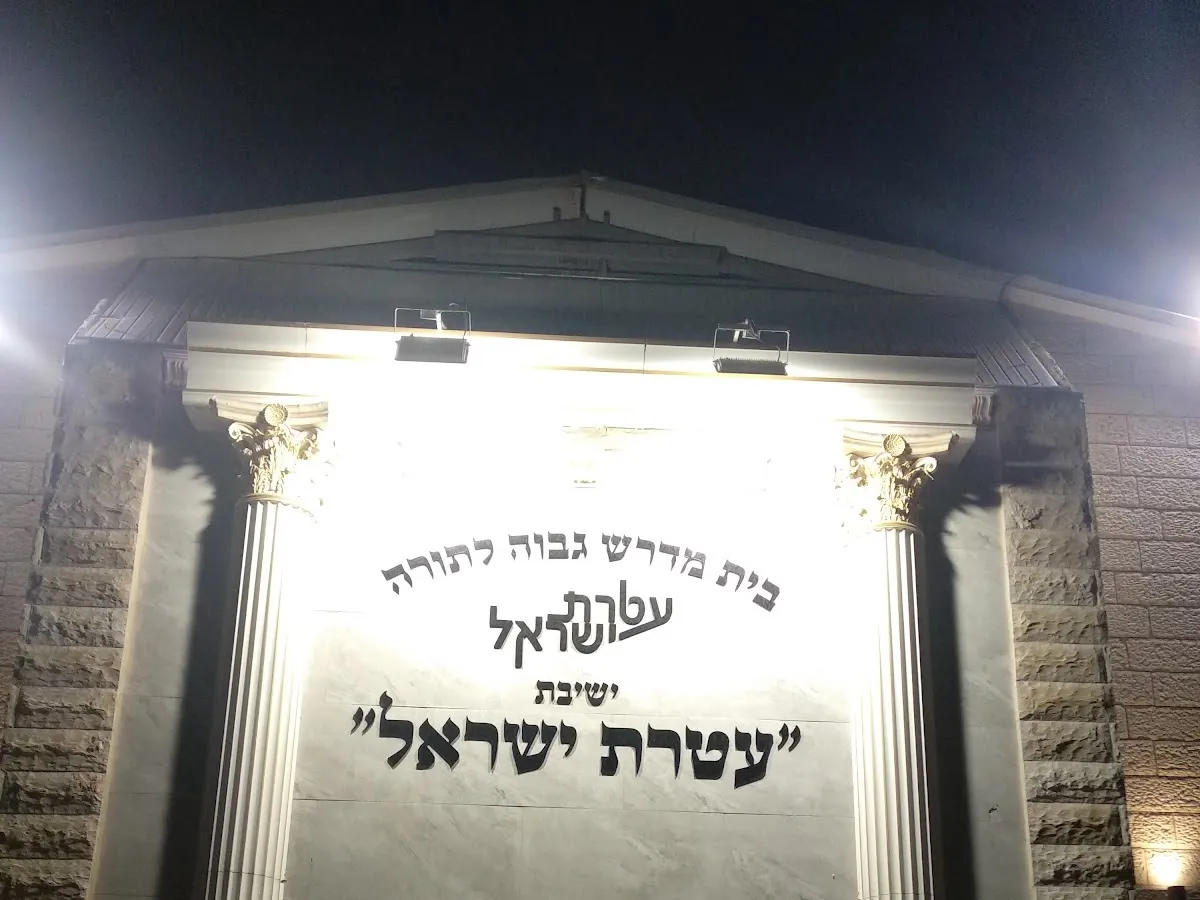 בית מדרש גבוה לתורה
עטרת
ישראל
ישיבת
"עטרת ישראל"